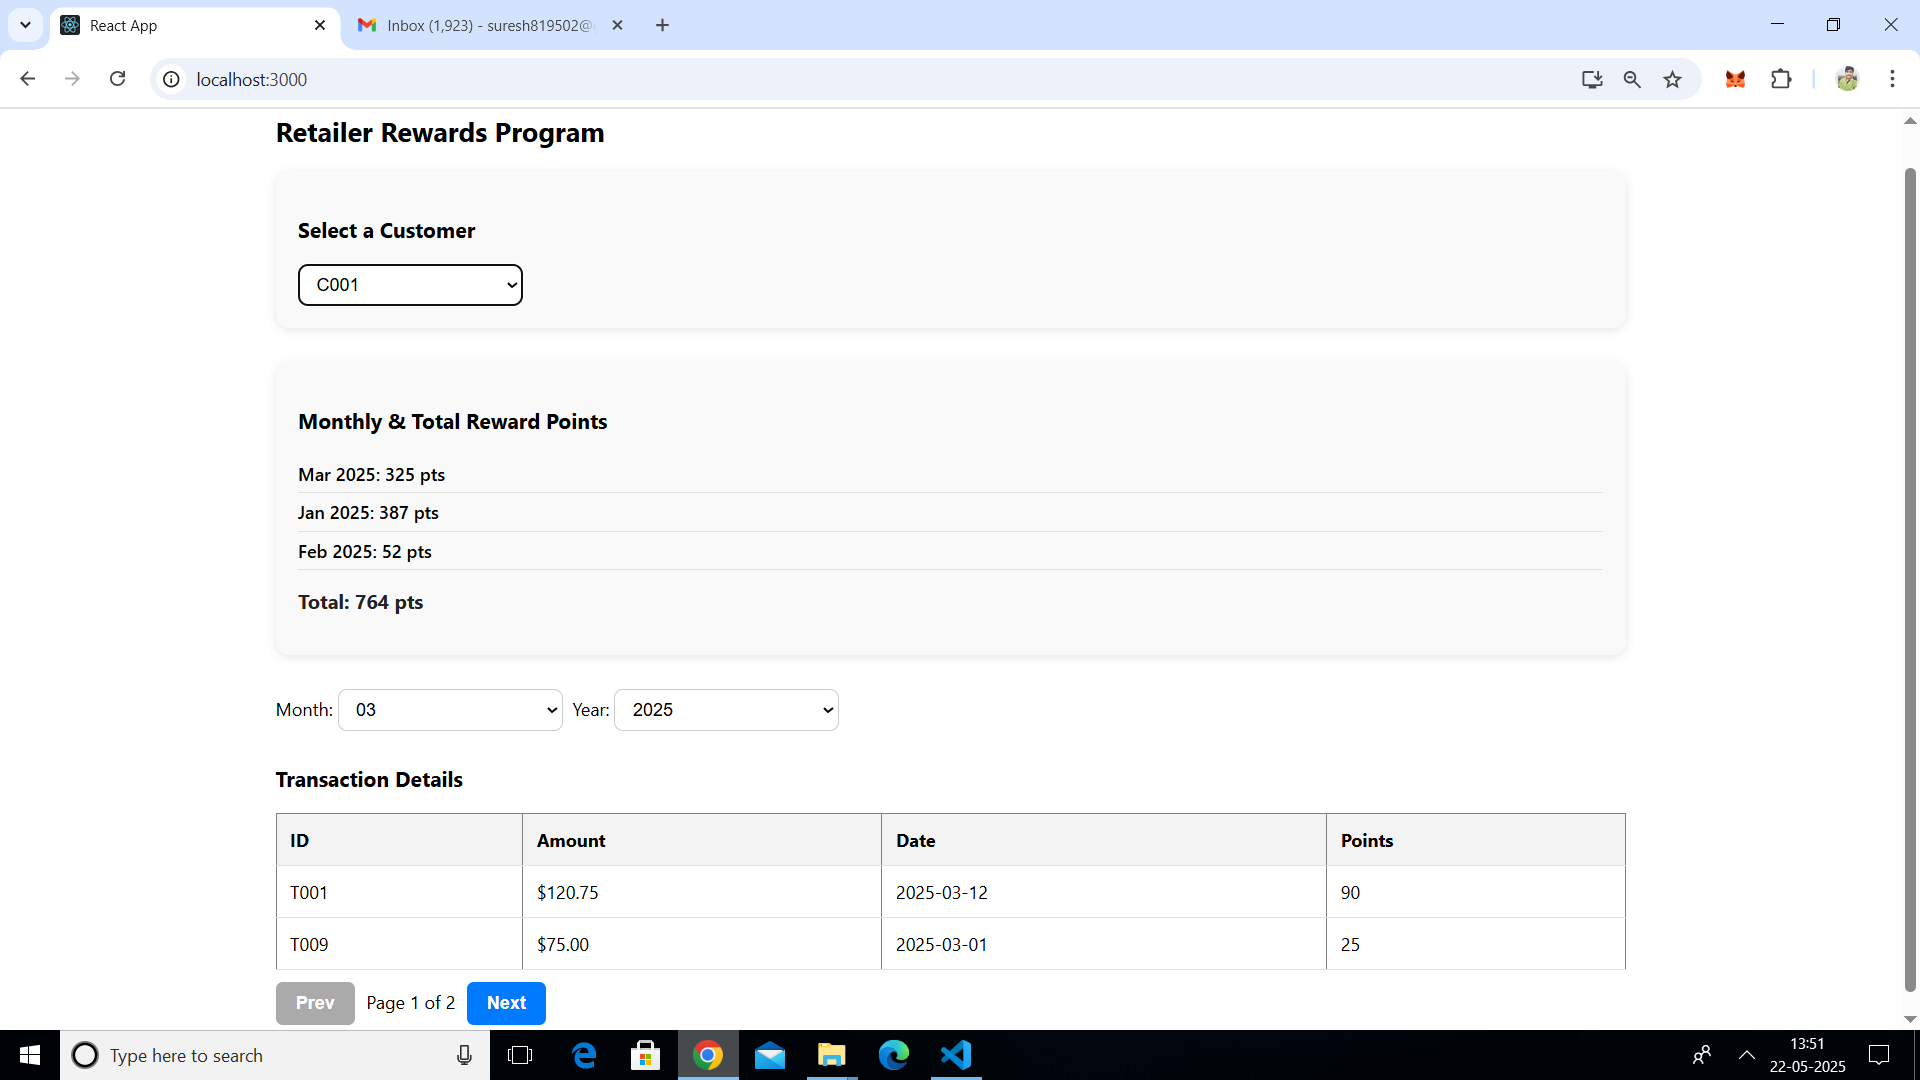 React App
Inbox (1,923) - suresh819502@
localhost:3000
Retailer Rewards Program
Select a Customer
C001
Monthly & Total Reward Points
Mar 2025: 325 pts
Jan 2025: 387 pts
Feb 2025: 52 pts
Total: 764 pts
Month: 03 Year: 2025
Transaction Details
ID Amount Date Points
T001 $120.75 2025-03-12 90
T009 $75.00 2025-03-01 25
Prev Page 1 of 2 Next
Type here to search
13:51
22-05-2025